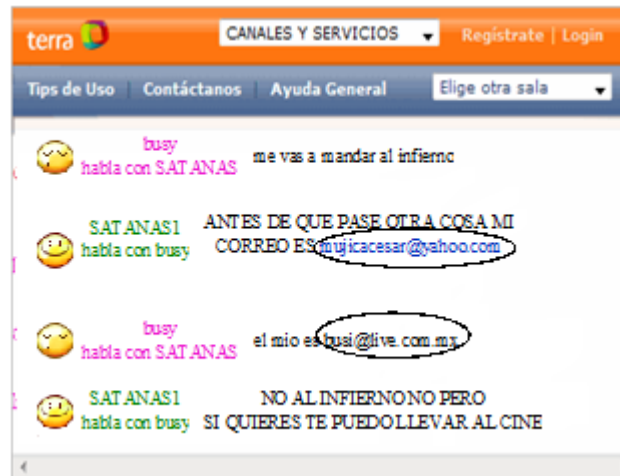 terra CANALES Y SERVICIOS Regístrate | Login
Tips de Uso Contáctanos Ayuda General Elige otra sala
busy
habla con SATANAS
me vas a mandar al infierno
SATANAS1
habla con busy
ANTES DE QUE PASE OTRA COSA MI
CORREO ES mujicacesar@yahoo.com
busy
habla con SATANAS
el mio es busi@live.com.mx
SATANAS1
habla con busy
NO AL INFIERNO NO PERO
SI QUIERES TE PUEDO LLEVAR AL CINE